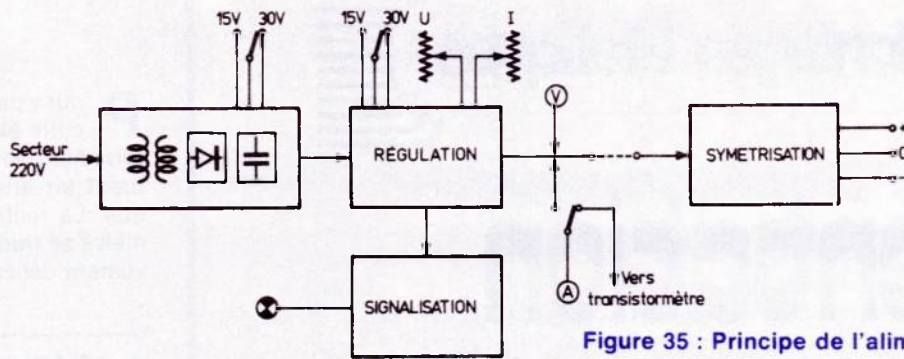 15V 30V
15V 30V U I
Secteur
220V
RÉGULATION
V
SYMETRISATION
+
0
-
SIGNALISATION
A
Vers
transistormètre
Figure 35 : Principe de l'alim